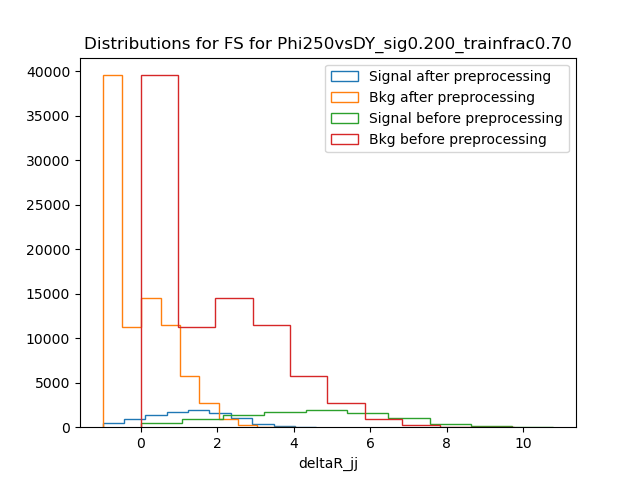 Distributions for FS for Phi250vsDY_sig0.200_trainfrac0.70
Signal after preprocessing
Bkg after preprocessing
Signal before preprocessing
Bkg before preprocessing
40000
35000
30000
25000
20000
15000
10000
5000
0
0 2 4 6 8 10
deltaR_jj